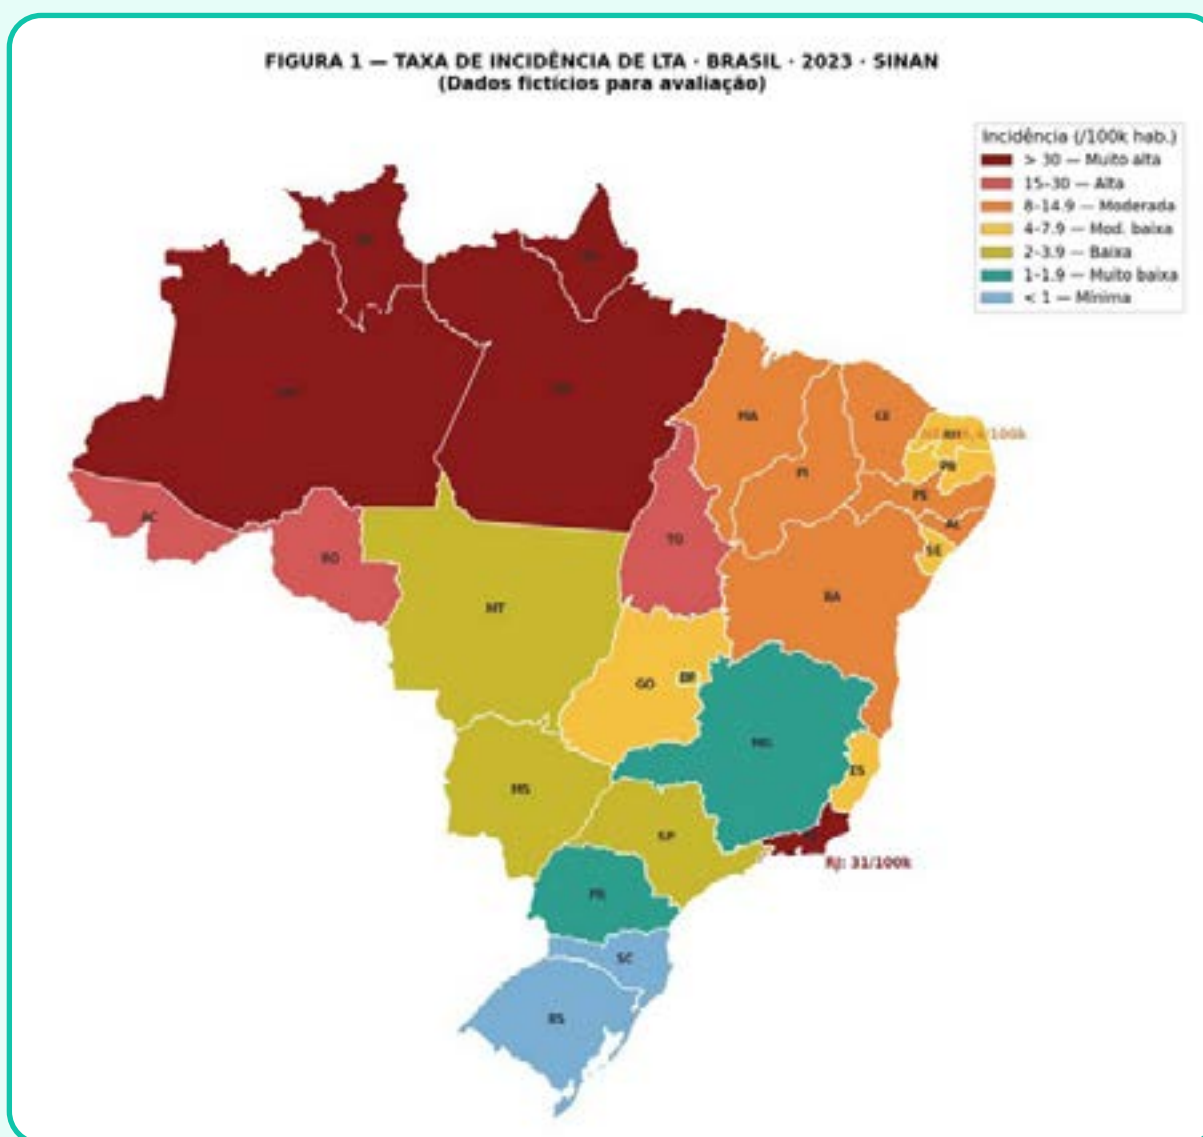 FIGURA 1 — TAXA DE INCIDÊNCIA DE LTA · BRASIL · 2023 · SINAN
(Dados fictícios para avaliação)
Incidência (/100k hab.)
> 30 — Muito alta
15-30 — Alta
8-14.9 — Moderada
4-7.9 — Mod. baixa
2-3.9 — Baixa
1-1.9 — Muito baixa
< 1 — Mínima
MA
CE
PI
PB
PE
AL
SE
AC
RO
TO
BA
MT
GO
DF
MG
ES
MS
SP
RJ: 31/100k
PR
SC
RS